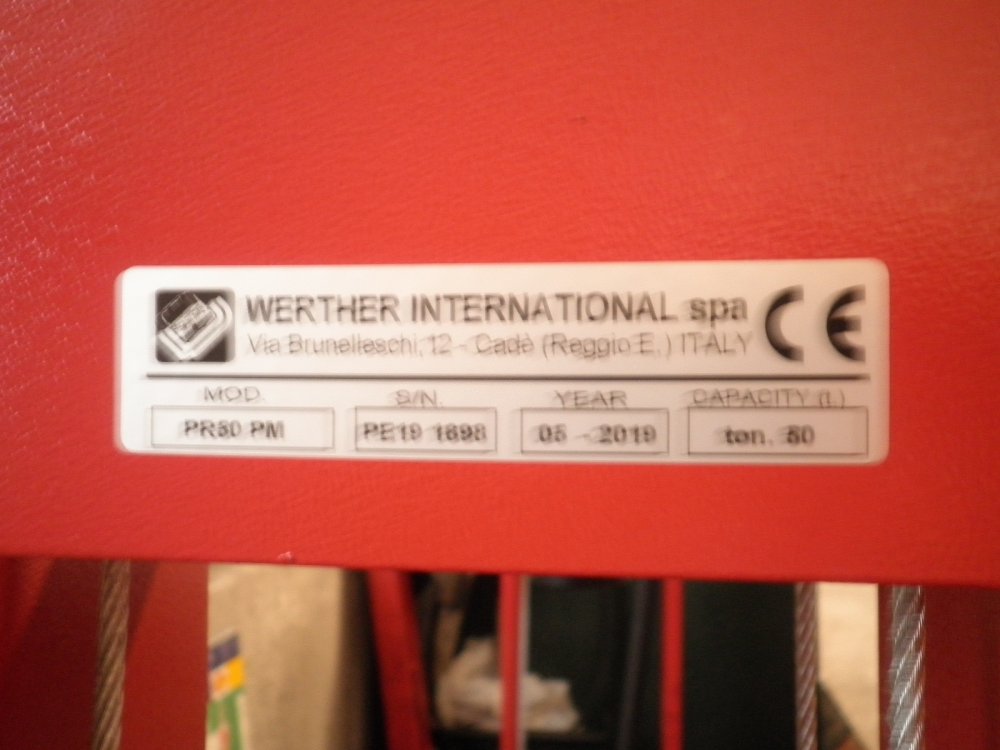 WERTHER INTERNATIONAL spa CE
Via Brunelleschi, 12 - Cadè (Reggio E.) ITALY
MOD. S/N. YEAR CAPACITY
PR50 PM PE19 1698 05 - 2019 ton. 50